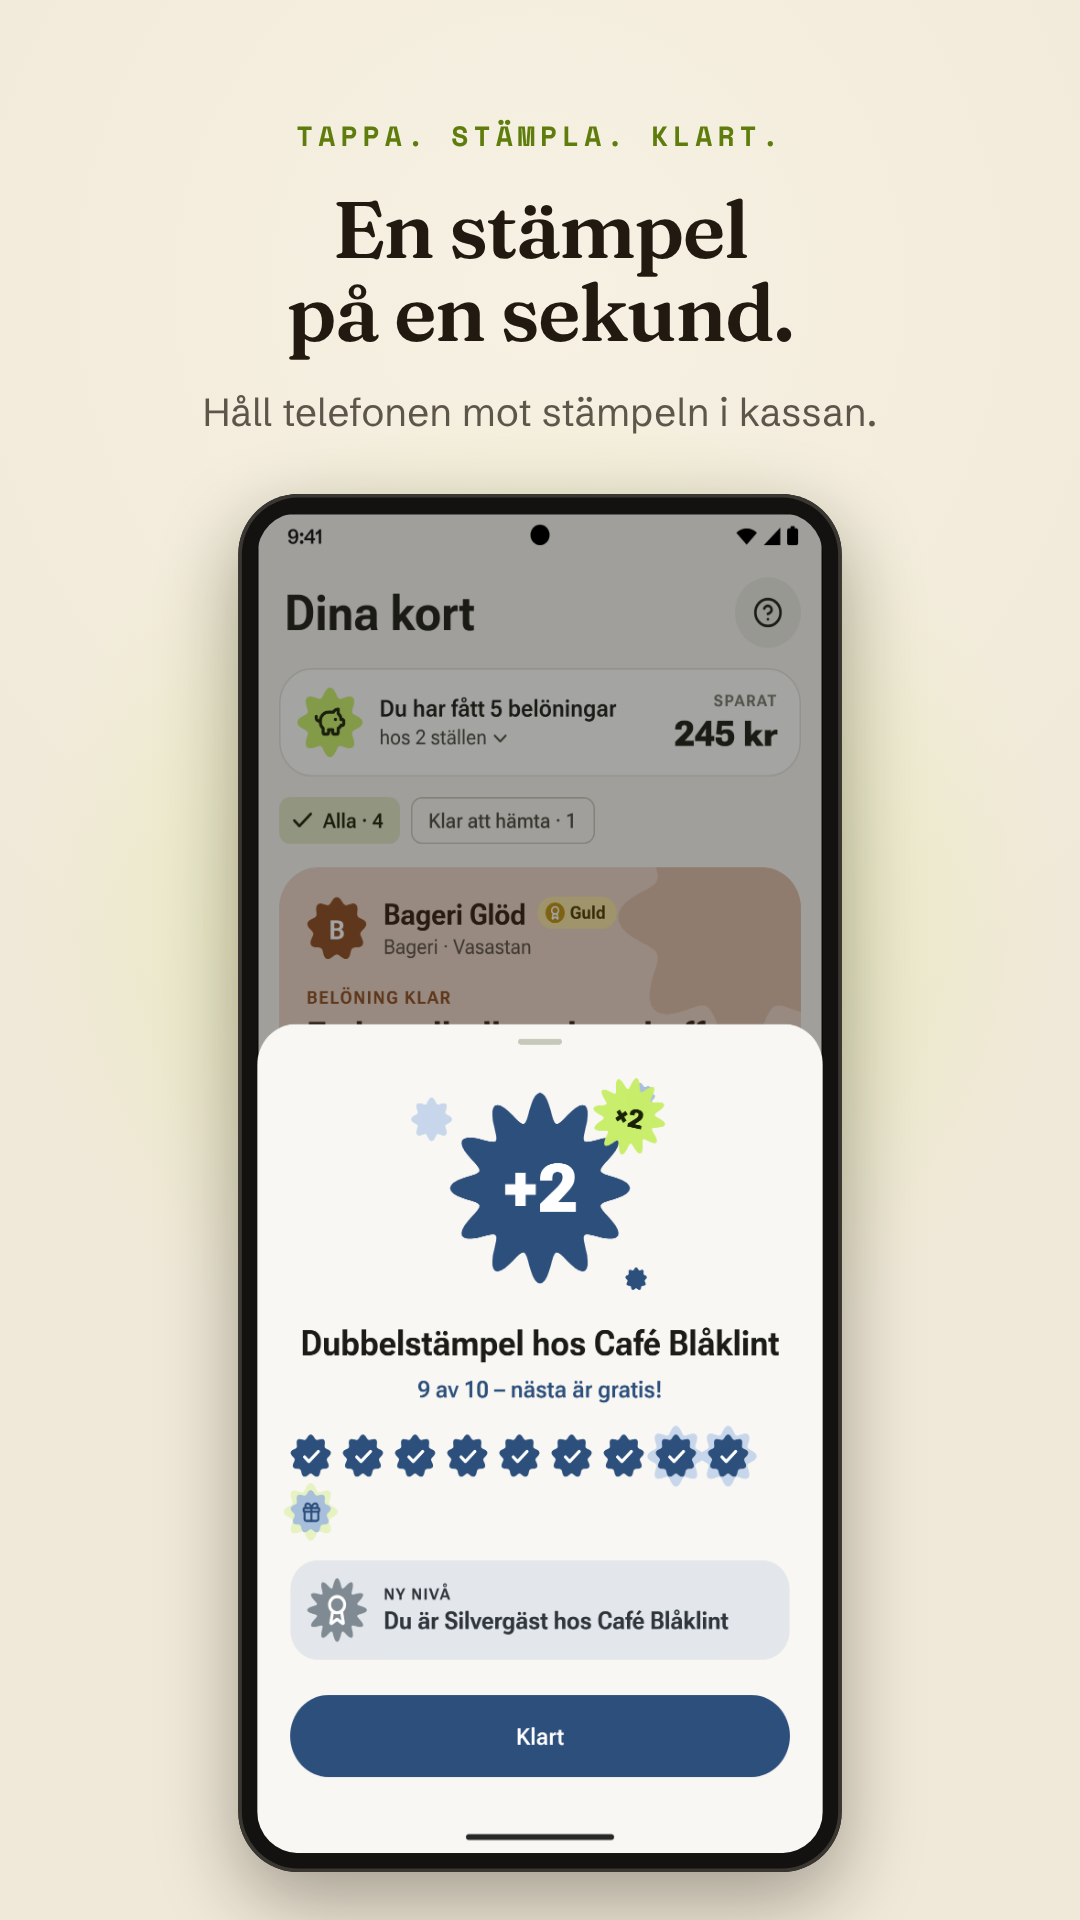 TAPPA. STÄMPLA. KLART.
En stämpel
på en sekund.
Håll telefonen mot stämpeln i kassan.
9:41
Dina kort
Du har fått 5 belöningar
hos 2 ställen
SPARAT
245 kr
Alla · 4
Klar att hämta · 1
B
Bageri Glöd
Guld
Bageri · Vasastan
BELÖNING KLAR
×2
+2
Dubbelstämpel hos Café Blåklint
9 av 10 – nästa är gratis!
NY NIVÅ
Du är Silvergäst hos Café Blåklint
Klart